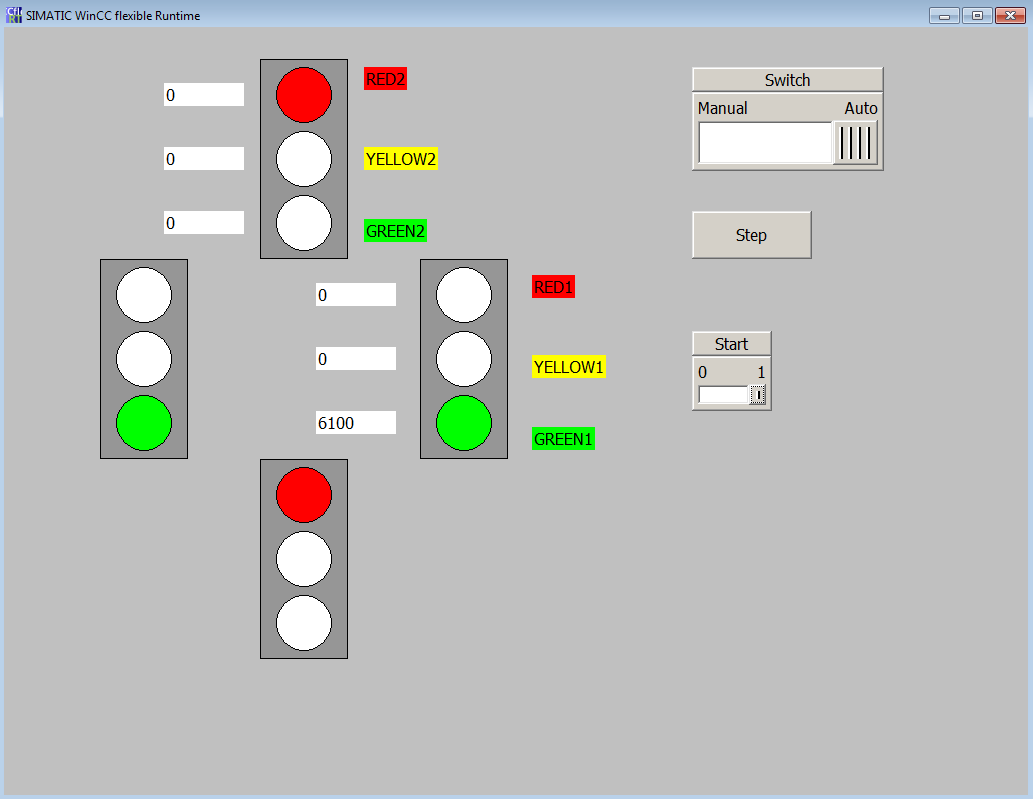 SIMATIC WinCC flexible Runtime
0
RED2
0
YELLOW2
0
GREEN2
0
RED1
0
YELLOW1
6100
GREEN1
Switch
Manual Auto
Step
Start
0 1